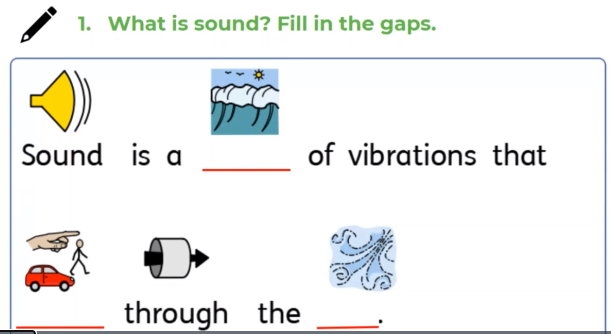 1. What is sound? Fill in the gaps.
Sound is a ______ of vibrations that
______ through the ____.